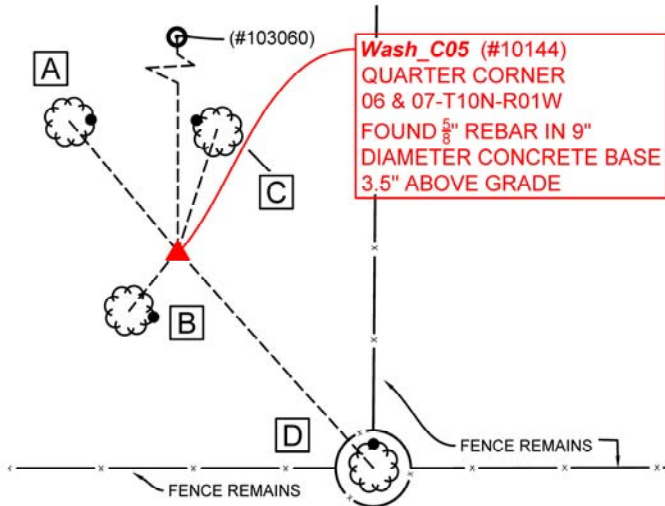 A
(#103060)
Wash_C05 (#10144)
QUARTER CORNER
06 & 07-T10N-R01W
FOUND 5/8" REBAR IN 9"
DIAMETER CONCRETE BASE
3.5" ABOVE GRADE
C
B
D
FENCE REMAINS
FENCE REMAINS